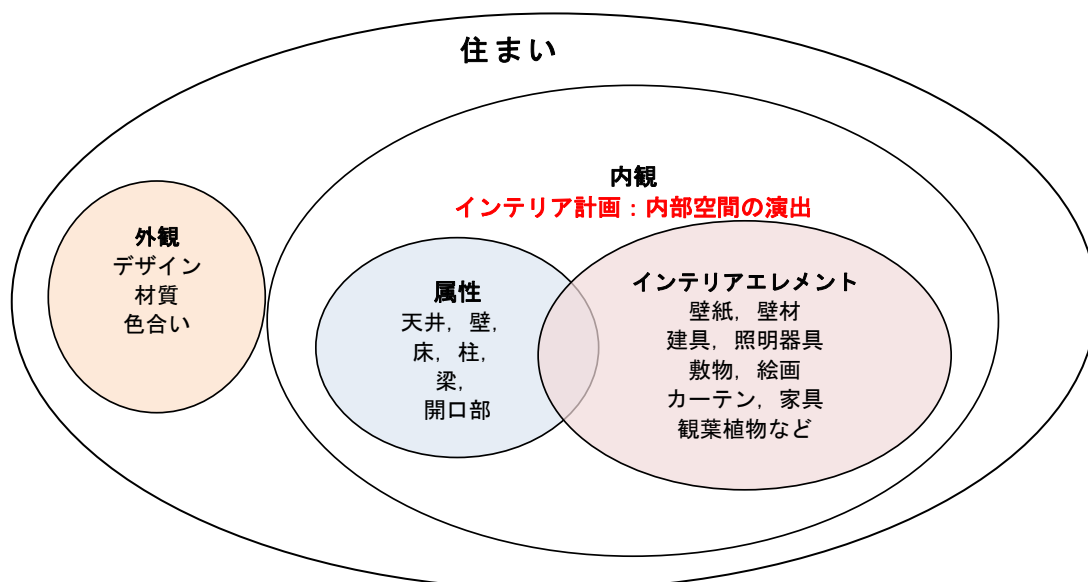 住まい
内観
インテリア計画：内部空間の演出
外観
デザイン
材質
色合い
属性
天井，壁，
床，柱，
梁，
開口部
インテリアエレメント
壁紙，壁材
建具，照明器具
敷物，絵画
カーテン，家具
観葉植物など